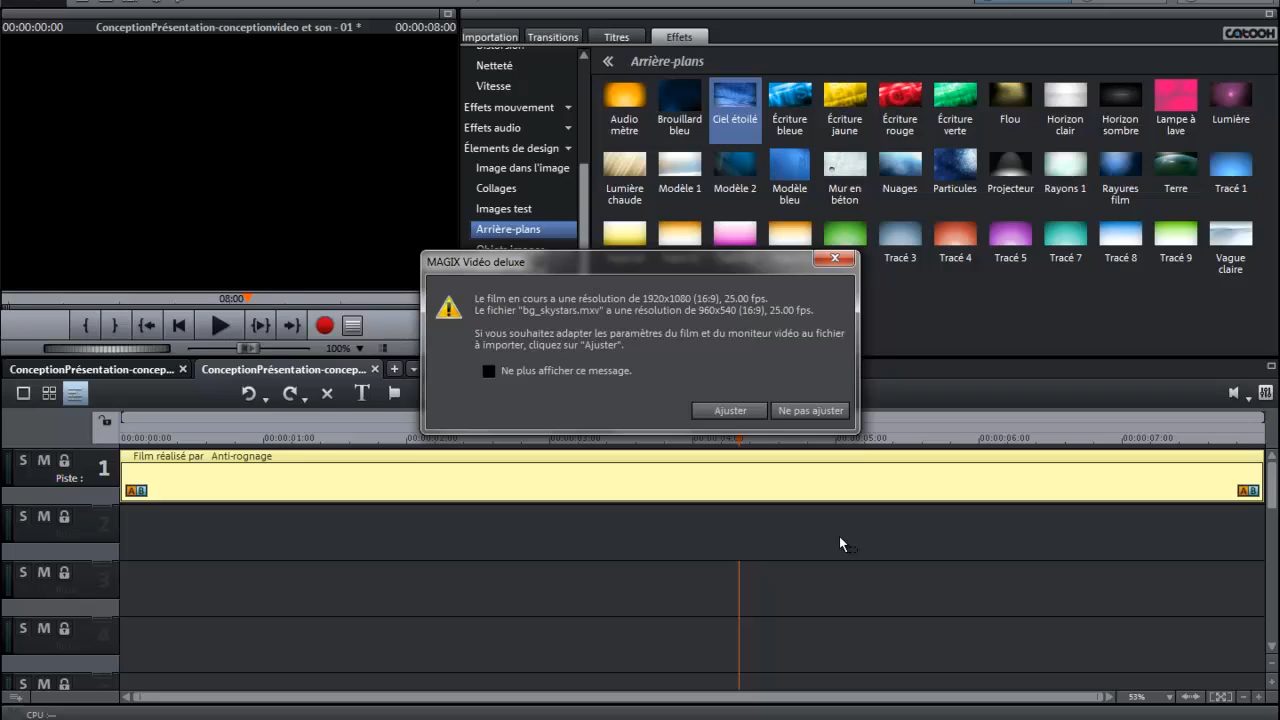 00:00:00:00 ConceptionPrésentation-conceptionvideo et son - 01 * 00:00:08:00
08:00
100%
Importation Transitions Titres Effets
catooh
Distorsion
Netteté
Vitesse
Effets mouvement
Effets audio
Élements de design
Image dans l'image
Collages
Images test
Arrière-plans
Arrière-plans
Audio mètre
Brouillard bleu
Ciel étoilé
Écriture bleue
Écriture jaune
Écriture rouge
Écriture verte
Flou
Horizon clair
Horizon sombre
Lampe à lave
Lumière
Lumière chaude
Modèle 1
Modèle 2
Modèle bleu
Mur en béton
Nuages
Particules
Projecteur
Rayons 1
Rayures film
Terre
Tracé 1
Tracé 3
Tracé 4
Tracé 5
Tracé 7
Tracé 8
Tracé 9
Vague claire
MAGIX Vidéo deluxe
Le film en cours a une résolution de 1920x1080 (16:9), 25.00 fps.
Le fichier "bg_skystars.mxv" a une resolution de 960x540 (16:9), 25.00 fps.
Si vous souhaitez adapter les paramètres du film et du moniteur vidéo au fichier
à importer, cliquez sur "Ajuster".
Ne plus afficher ce message.
Ajuster Ne pas ajuster
ConceptionPrésentation-concep... ConceptionPrésentation-concep...
00:00:00:00 00:00:01:00 00:00:02:00 00:00:03:00 00:00:04:00 00:00:05:00 00:00:06:00 00:00:07:00
S M Piste : 1
Film réalisé par Anti-rognage
A B A B
S M 2
S M 3
S M 4
S M
53%
CPU :--